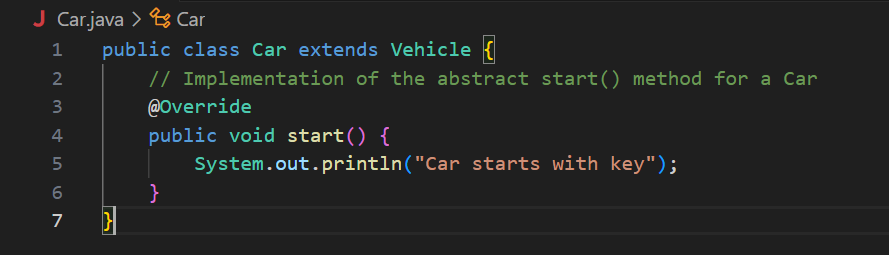 J Car.java > Car
1 public class Car extends Vehicle {
2 // Implementation of the abstract start() method for a Car
3 @Override
4 public void start() {
5 System.out.println("Car starts with key");
6 }
7 }